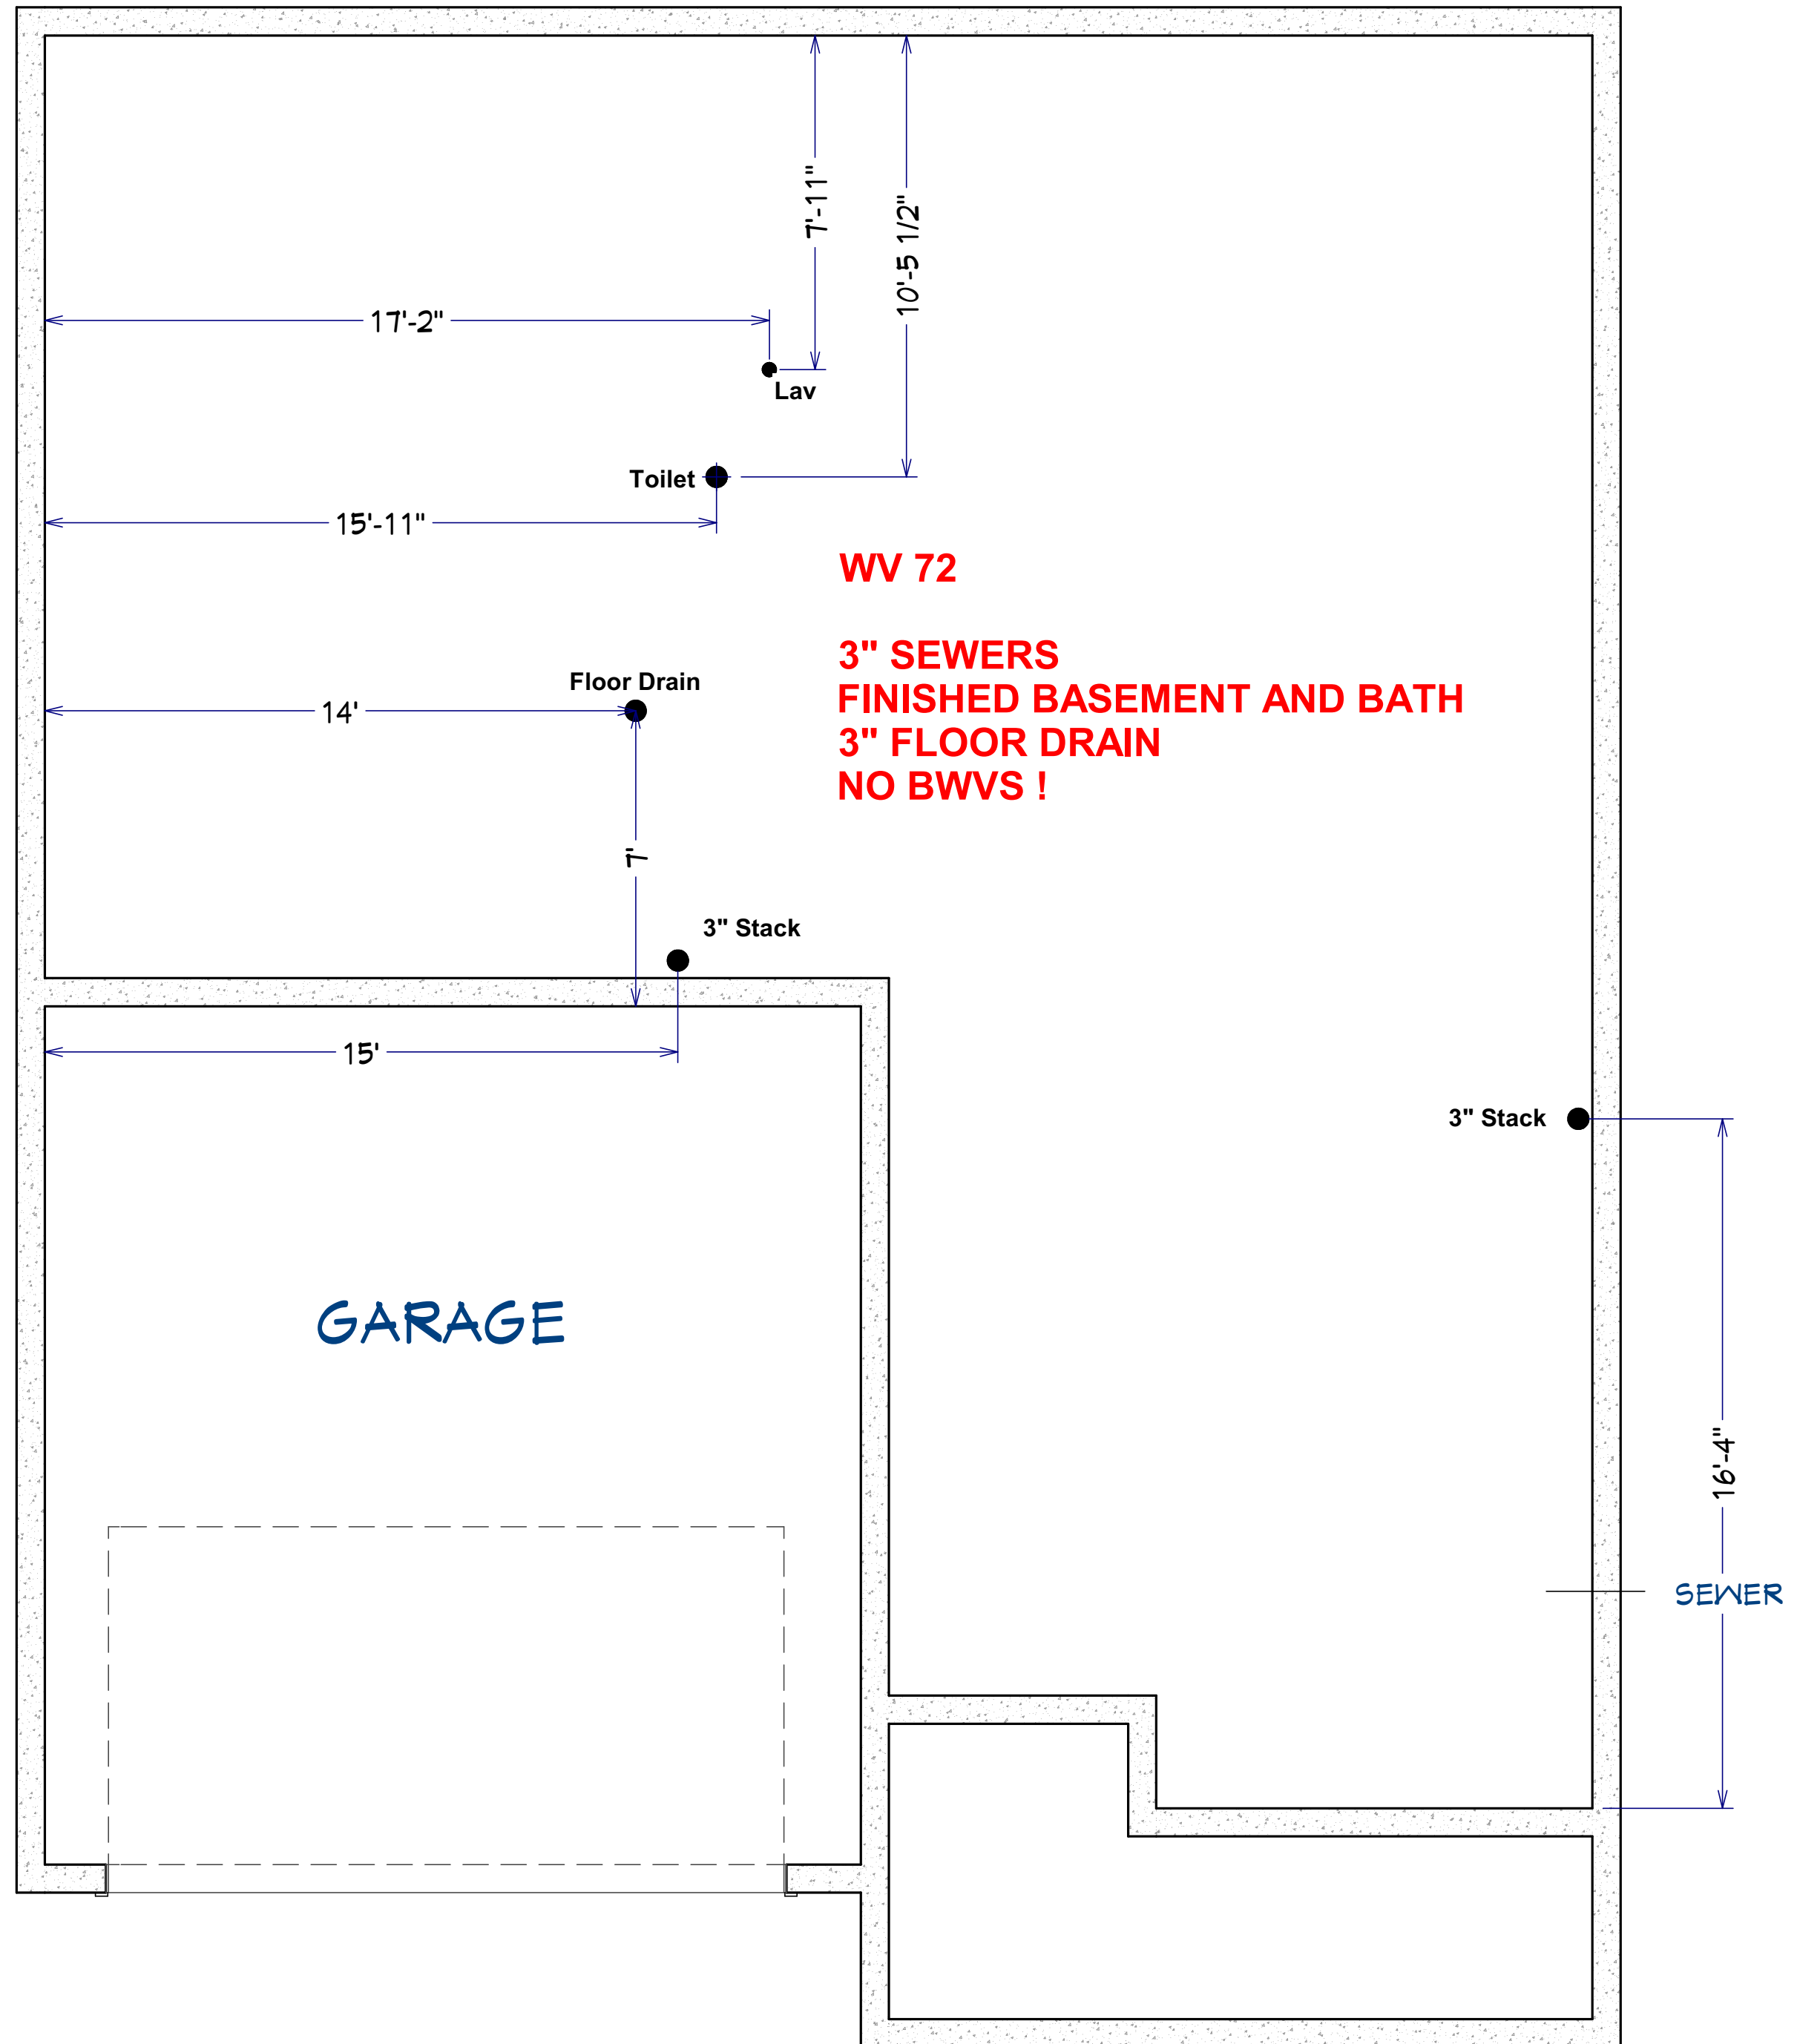 7'-11"
10'-5 1/2"
17'-2"
Lav
Toilet
15'-11"
WV 72
3" SEWERS
FINISHED BASEMENT AND BATH
3" FLOOR DRAIN
NO BWVS !
Floor Drain
14'
7'
3" Stack
15'
3" Stack
GARAGE
16'-4"
SEWER